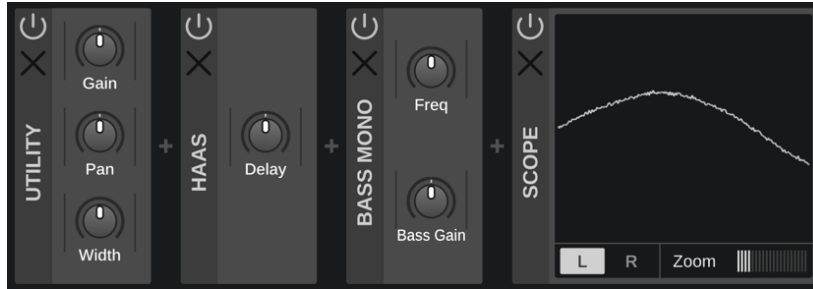 UTILITY
Gain
Pan
Width
+
HAAS
Delay
+
BASS MONO
Freq
Bass Gain
+
SCOPE
L R Zoom